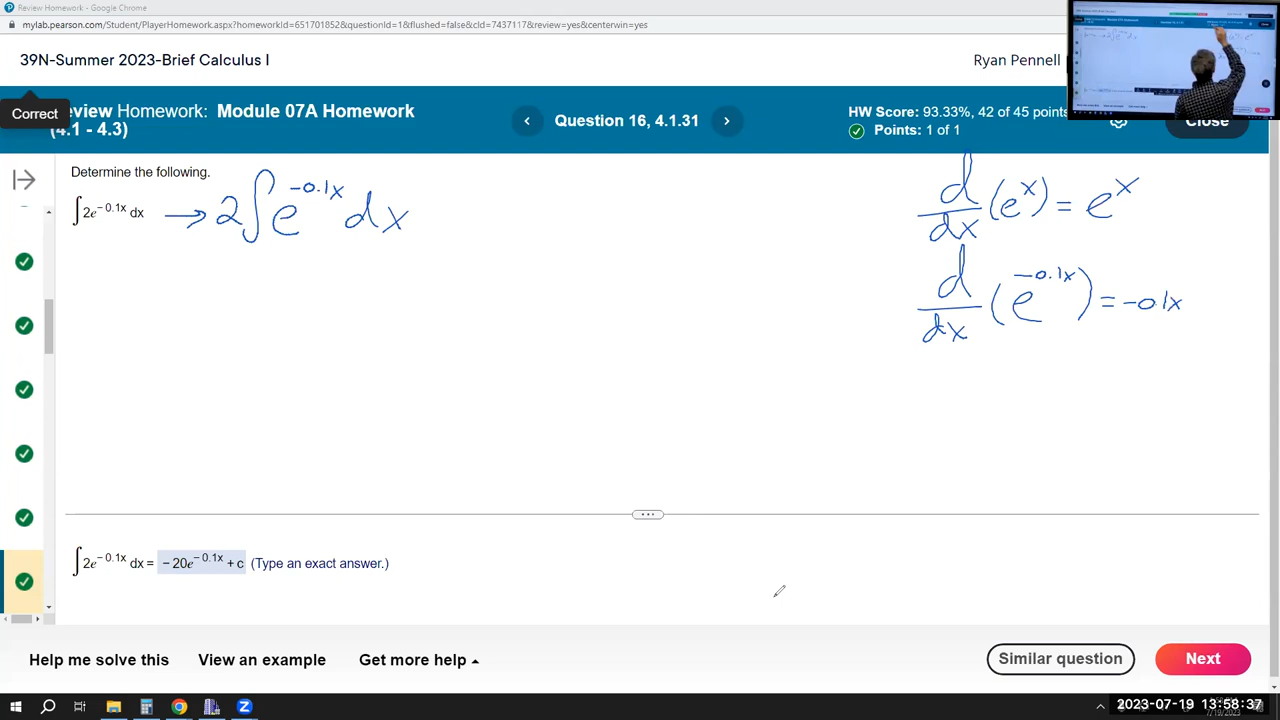 Review Homework - Google Chrome
mylab.pearson.com/Student/PlayerHomework.aspx?homeworkId=651701852&questionId=
flushed=false&cId=7437117&review=yes&centerwin=yes
39N-Summer 2023-Brief Calculus I
Ryan Pennell
Correct
eview Homework: Module 07A Homework
(4.1 - 4.3)
Question 16, 4.1.31
HW Score: 93.33%, 42 of 45 points
Points: 1 of 1
Close
Determine the following.
∫ 2e^{-0.1x} dx → 2∫e^{-0.1x} dx
d/dx (e^x) = e^x
d/dx (e^{-0.1x}) = -0.1x
∫ 2e^{-0.1x} dx = -20e^{-0.1x} + c (Type an exact answer.)
Help me solve this
View an example
Get more help
Similar question
Next
2023-07-19 13:58:37